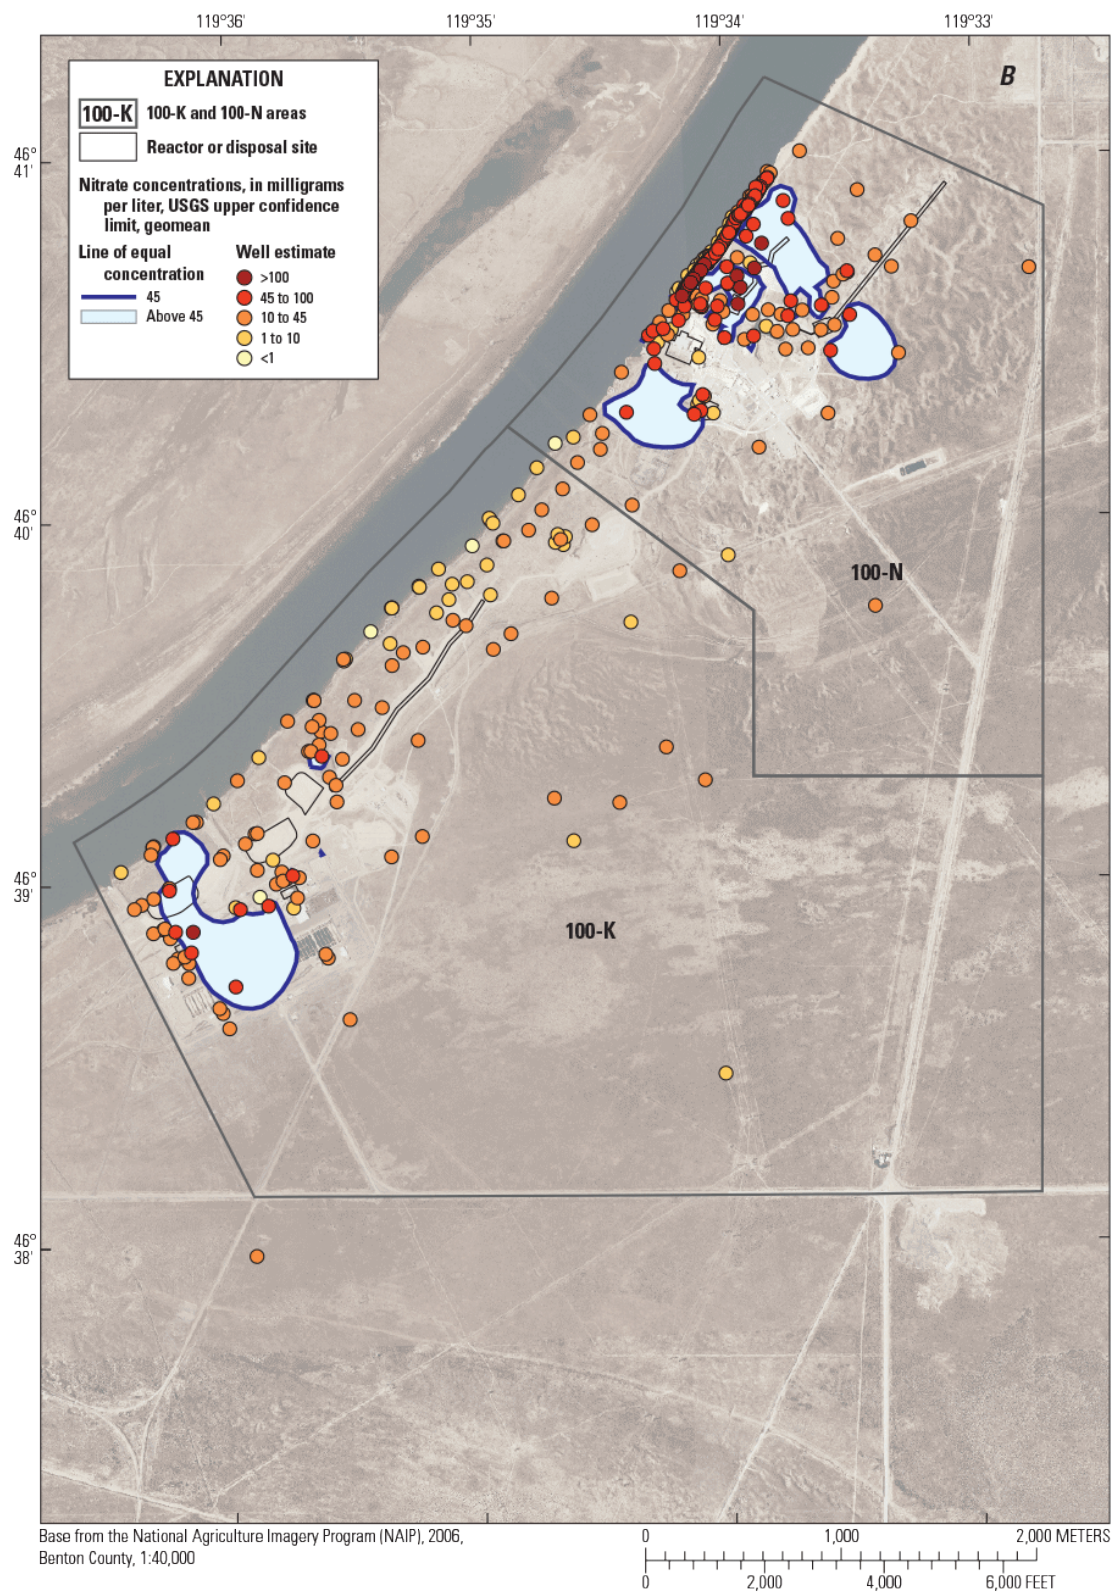 119°36' 119°35' 119°34' 119°33'
B
EXPLANATION
100-K 100-K and 100-N areas
Reactor or disposal site
Nitrate concentrations, in milligrams
per liter, USGS upper confidence
limit, geomean
Line of equal
concentration
45
Above 45
Well estimate
>100
45 to 100
10 to 45
1 to 10
<1
46°
41'
46°
40'
100-N
46°
39'
100-K
46°
38'
Base from the National Agriculture Imagery Program (NAIP), 2006,
Benton County, 1:40,000
0 1,000 2,000 METERS
0 2,000 4,000 6,000 FEET